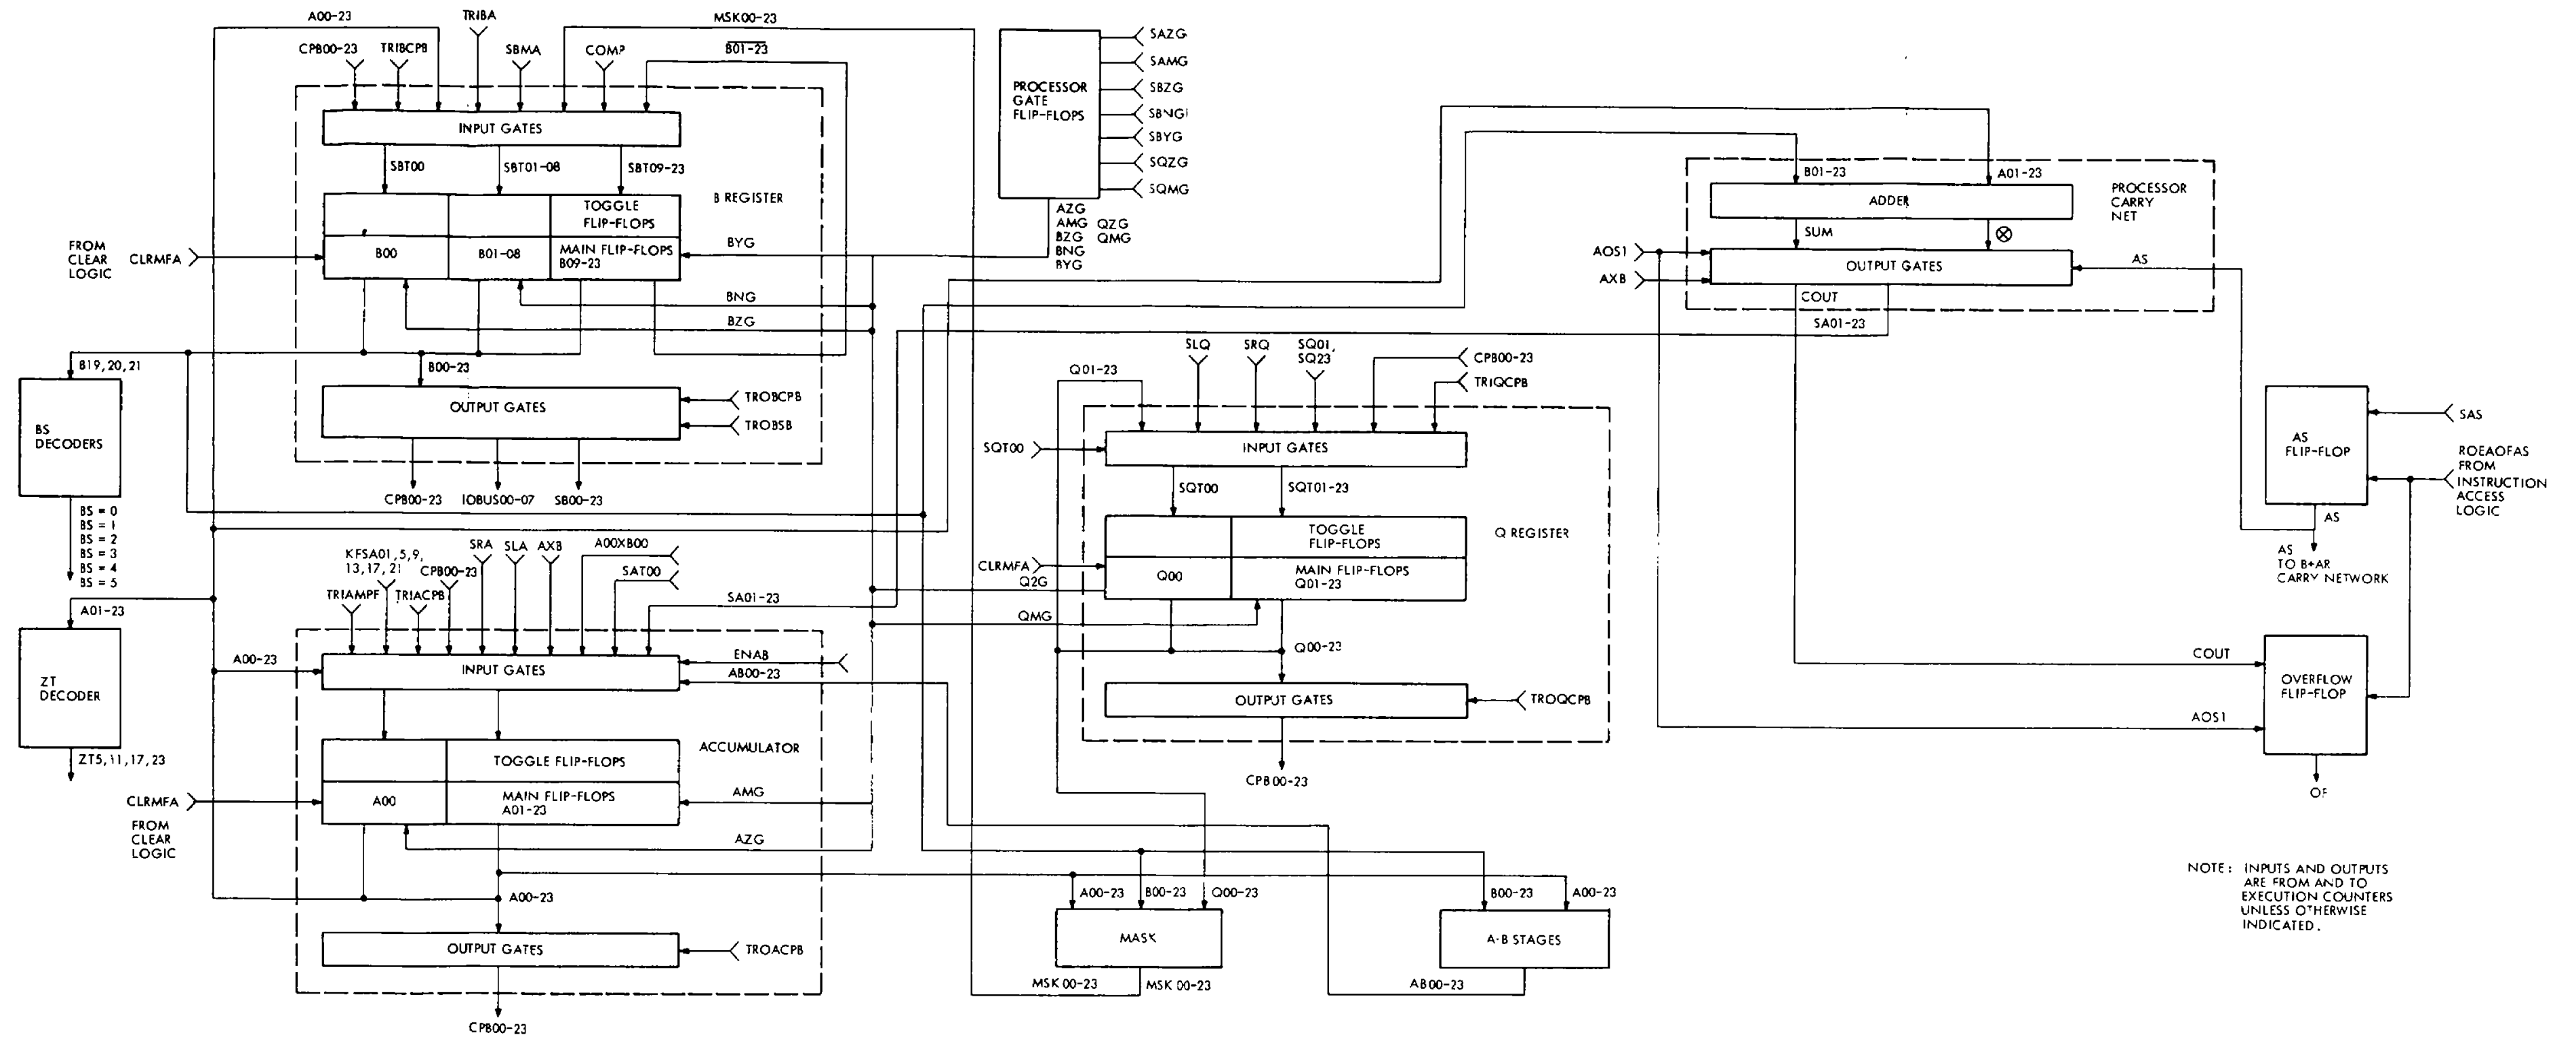 A00-23
TRIBA
MSK00-23
CPB00-23
TRIBCPB
SBMA
COMP
B01-23
INPUT GATES
SBT00
SBT01-08
SBT09-23
B REGISTER
TOGGLE
FLIP-FLOPS
B00
B01-08
MAIN FLIP-FLOPS
B09-23
FROM
CLEAR
LOGIC
CLRMFA
BYG
BNG
BZG
B00-23
OUTPUT GATES
TROBCPB
TROBSB
CPB00-23
IOBUS00-07
SB00-23
B19,20,21
BS
DECODERS
BS = 0
BS = 1
BS = 2
BS = 3
BS = 4
BS = 5
A01-23
ZT
DECODER
ZT5,11,17,23
PROCESSOR
GATE
FLIP-FLOPS
SAZG
SAMG
SBZG
SBNG
SBYG
SQZG
SQMG
AZG
AMG QZG
BZG QMG
BNG
BYG
KFSA01,5,9,
13,17,21
TRIAMPF
TRIACPB
CPB00-23
SRA
SLA
AXB
A00XB00
SAT00
SA01-23
A00-23
INPUT GATES
ENAB
AB00-23
ACCUMULATOR
TOGGLE FLIP-FLOPS
A00
MAIN FLIP-FLOPS
A01-23
CLRMFA
FROM
CLEAR
LOGIC
AMG
AZG
A00-23
OUTPUT GATES
TROACPB
CPB00-23
Q01-23
SLQ
SRQ
SQ01,
SQ23
CPB00-23
TRIQCPB
SQT00
INPUT GATES
SQT00
SQT01-23
Q REGISTER
TOGGLE
FLIP-FLOPS
CLRMFA
Q2G
Q00
MAIN FLIP-FLOPS
Q01-23
QMG
Q00-23
OUTPUT GATES
TROQCPB
CPB00-23
A00-23
B00-23
Q00-23
MASK
MSK 00-23
MSK 00-23
B00-23
A00-23
A-B STAGES
AB00-23
B01-23
A01-23
PROCESSOR
CARRY
NET
ADDER
SUM
AOS1
AXB
OUTPUT GATES
AS
COUT
SA01-23
AS
FLIP-FLOP
SAS
ROEAOFAS
FROM
INSTRUCTION
ACCESS
LOGIC
AS
AS
TO B+AR
CARRY NETWORK
COUT
AOS1
OVERFLOW
FLIP-FLOP
OF
NOTE: INPUTS AND OUTPUTS
ARE FROM AND TO
EXECUTION COUNTERS
UNLESS OTHERWISE
INDICATED.